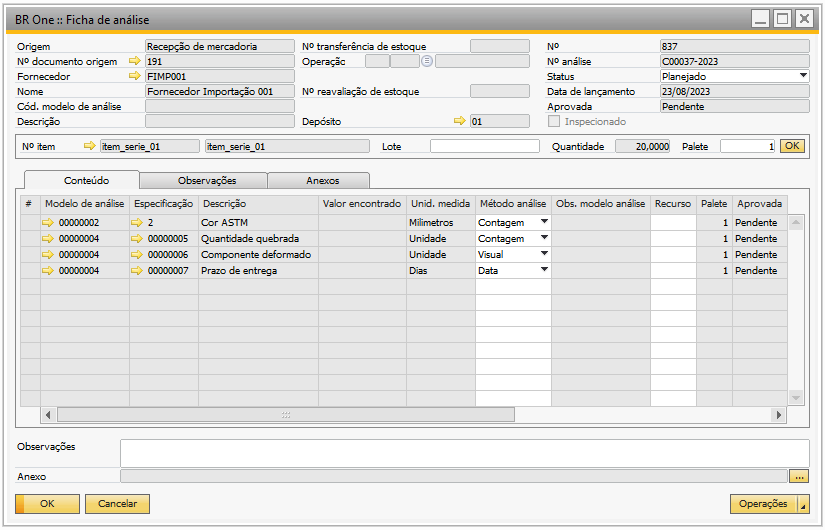 BR One :: Ficha de análise
Origem Recepção de mercadoria Nº transferência de estoque Nº 837
Nº documento origem 191 Operação Nº análise C00037-2023
Fornecedor FIMP001 Status Planejado
Nome Fornecedor Importação 001 Nº reavaliação de estoque Data de lançamento 23/08/2023
Cód. modelo de análise Aprovada Pendente
Descrição Depósito 01 Inspecionado
Nº item item_serie_01 item_serie_01 Lote Quantidade 20,0000 Palete 1 OK
Conteúdo Observações Anexos
# Modelo de análise Especificação Descrição Valor encontrado Unid. medida Método análise Obs. modelo análise Recurso Palete Aprovada
00000002 2 Cor ASTM Milimetros Contagem 1 Pendente
00000004 00000005 Quantidade quebrada Unidade Contagem 1 Pendente
00000004 00000006 Componente deformado Unidade Visual 1 Pendente
00000004 00000007 Prazo de entrega Dias Data 1 Pendente
Observações
Anexo ...
OK Cancelar Operações